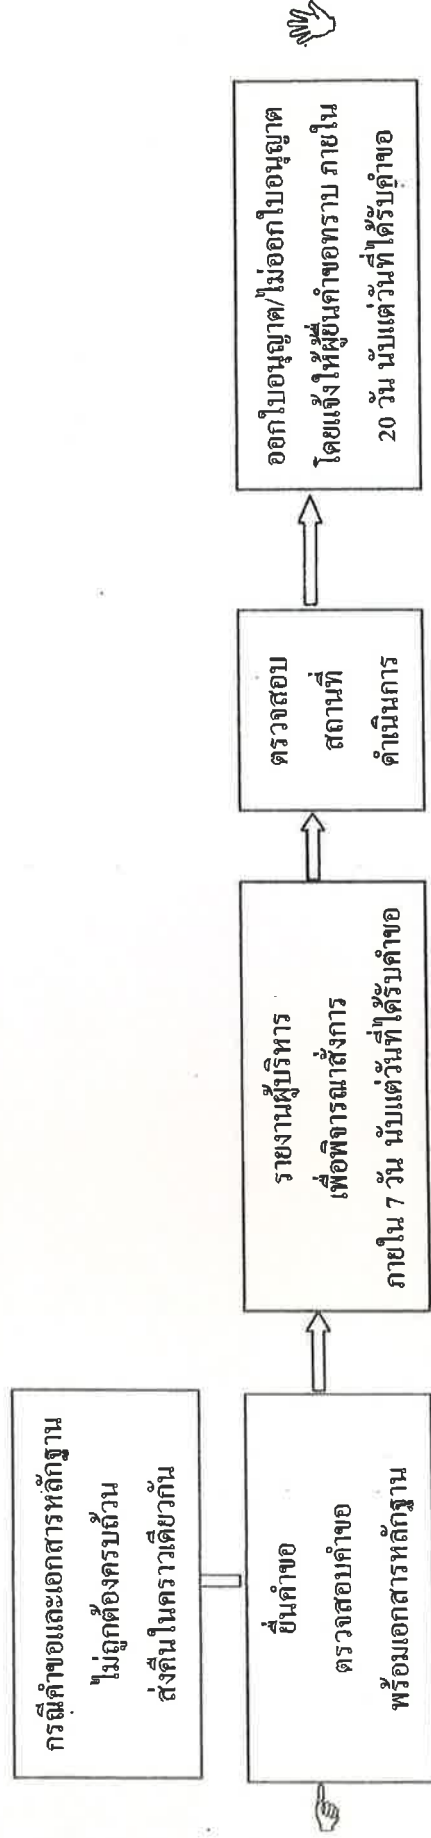 กรณีคำขอและเอกสารหลักฐาน
ไม่ถูกต้องครบถ้วน
ส่งคืนในคราวเดียวกัน
ยื่นคำขอ
ตรวจสอบคำขอ
พร้อมเอกสารหลักฐาน
รายงานผู้บริหาร
เพื่อพิจารณาสั่งการ
ภายใน 7 วัน นับแต่วันที่ได้รับคำขอ
ตรวจสอบ
สถานที่
ดำเนินการ
ออกใบอนุญาต/ไม่ออกใบอนุญาต
โดยแจ้งให้ผู้ยื่นคำขอทราบ ภายใน
20 วัน นับแต่วันที่ได้รับคำขอ